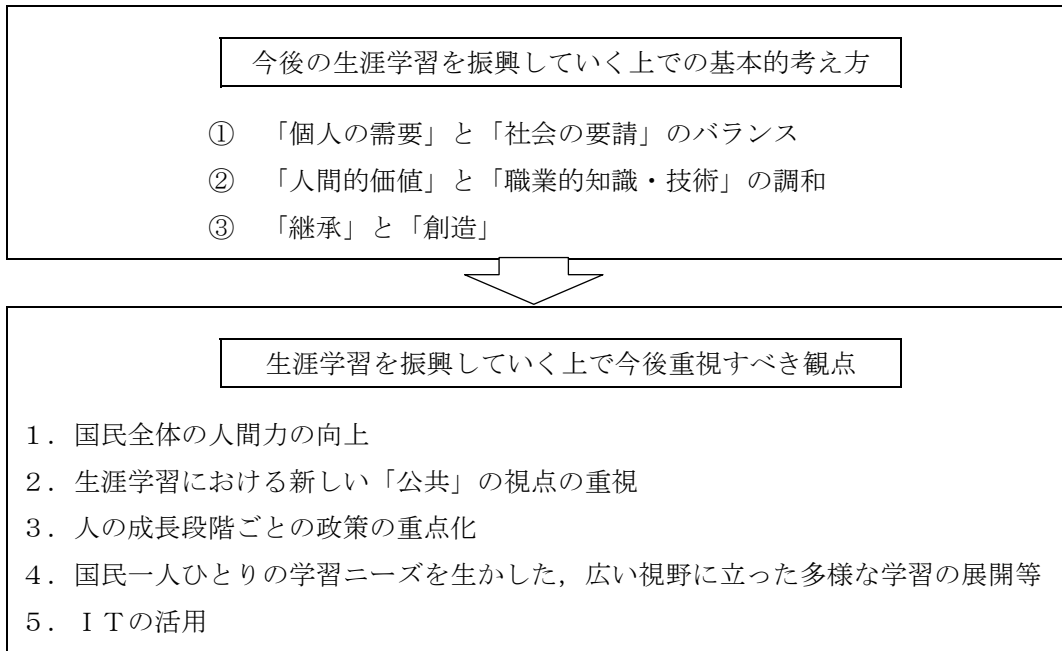 今後の生涯学習を振興していく上での基本的考え方
① 「個人の需要」と「社会の要請」のバランス
② 「人間的価値」と「職業的知識・技術」の調和
③ 「継承」と「創造」
生涯学習を振興していく上で今後重視すべき観点
１．国民全体の人間力の向上
２．生涯学習における新しい「公共」の視点の重視
３．人の成長段階ごとの政策の重点化
４．国民一人ひとりの学習ニーズを生かした，広い視野に立った多様な学習の展開等
５．ＩＴの活用